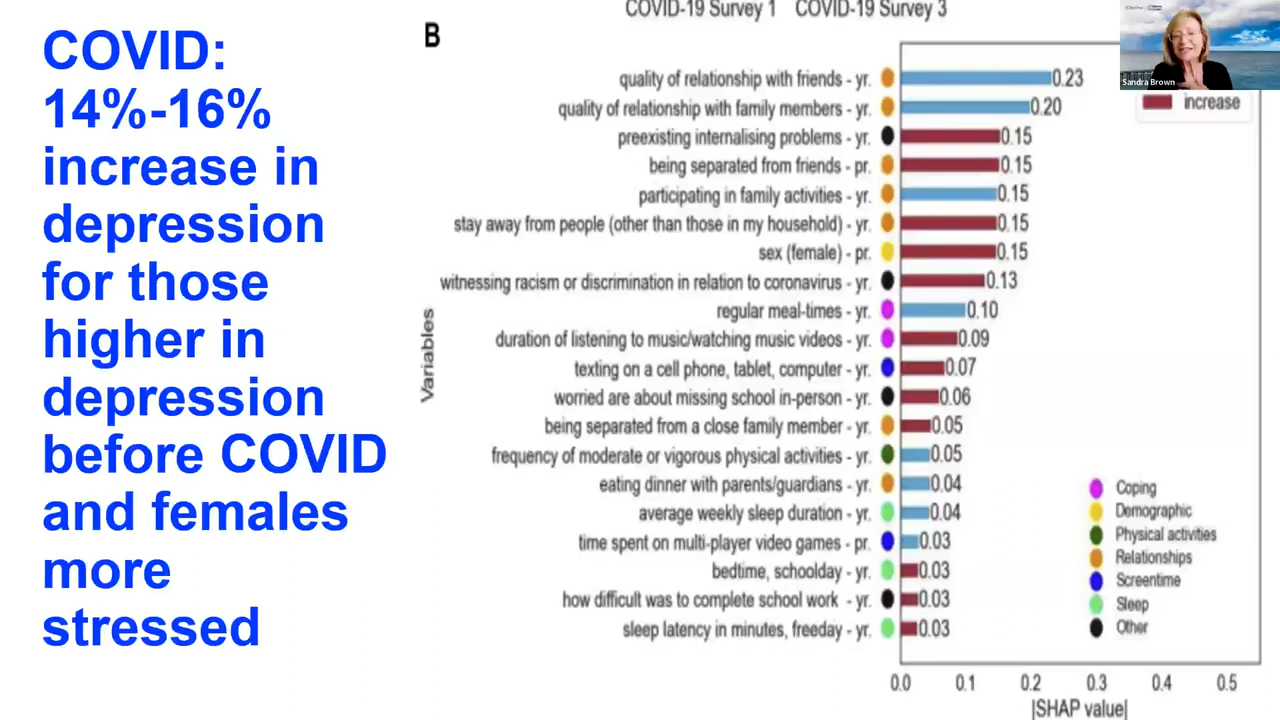 COVID:
14%-16%
increase in
depression
for those
higher in
depression
before COVID
and females
more
stressed
COVID-19 Survey 1 COVID-19 Survey 3
B
Sandra Brown
increase
Variables
quality of relationship with friends - yr. 0.23
quality of relationship with family members - yr. 0.20
preexisting internalising problems - yr. 0.15
being separated from friends - pr. 0.15
participating in family activities - yr. 0.15
stay away from people (other than those in my household) - yr. 0.15
sex (female) - pr. 0.15
witnessing racism or discrimination in relation to coronavirus - yr. 0.13
regular meal-times - yr. 0.10
duration of listening to music/watching music videos - yr. 0.09
texting on a cell phone, tablet, computer - yr. 0.07
worried are about missing school in-person - yr. 0.06
being separated from a close family member - yr. 0.05
frequency of moderate or vigorous physical activities - yr. 0.05
eating dinner with parents/guardians - yr. 0.04
average weekly sleep duration - yr. 0.04
time spent on multi-player video games - pr. 0.03
bedtime, schoolday - yr. 0.03
how difficult was to complete school work - yr. 0.03
sleep latency in minutes, freeday - yr. 0.03
Coping
Demographic
Physical activities
Relationships
Screentime
Sleep
Other
0.0 0.1 0.2 0.3 0.4 0.5
|SHAP value|